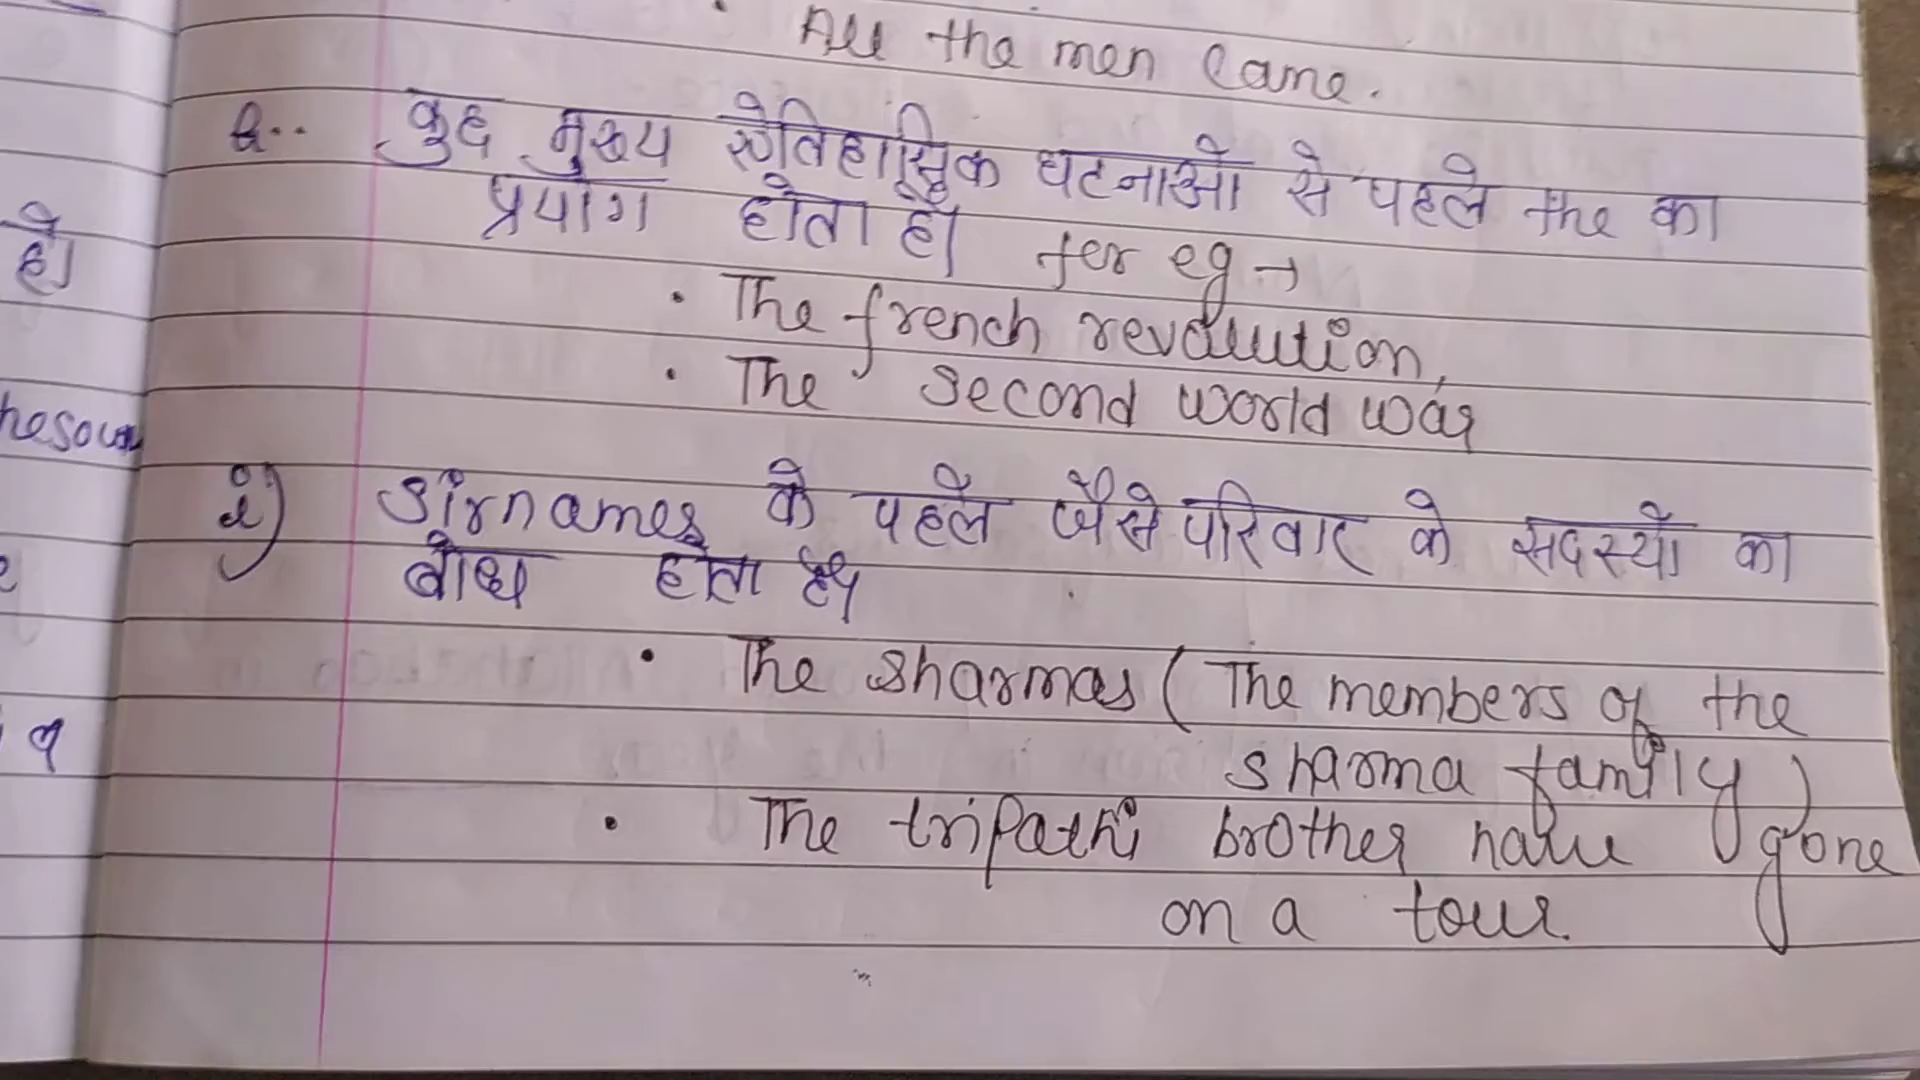 All the men came.
Q.. कुछ मुख्य ऐतिहासिक घटनाओ से पहले the का
प्रयोग होता है। for eg →
• The french revolution,
• The second world war
i) Sirnames के पहले जैसे परिवार के सदस्यो का
बोध होता है।
• The Sharmas ( The members of the
sharma family )
• The tripathi brother have gone
on a tour.
है।